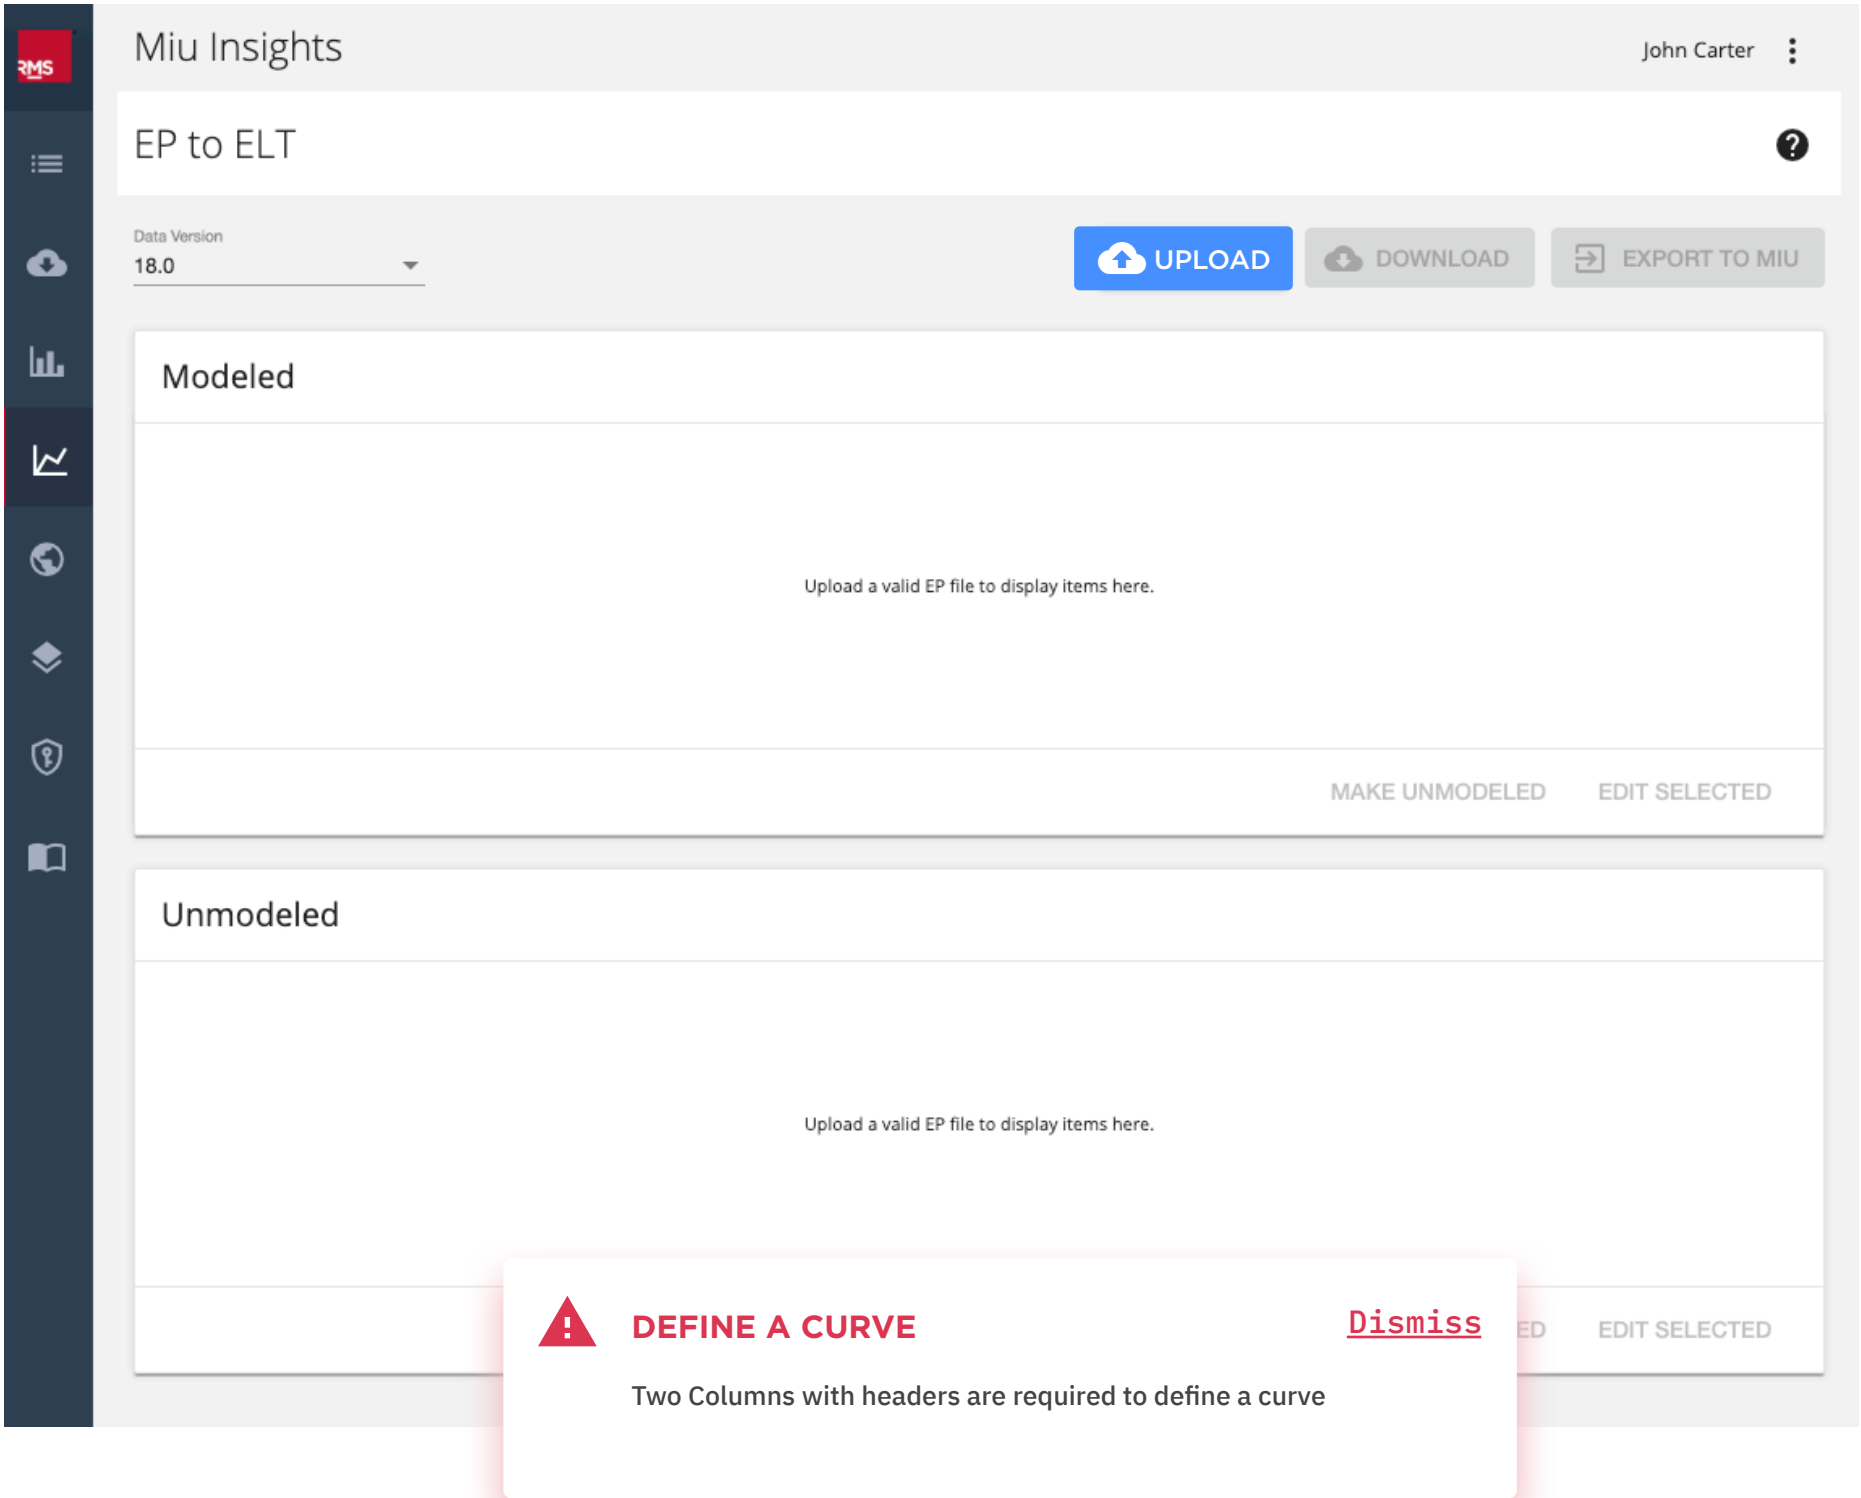 RMS
Miu Insights
John Carter
EP to ELT
Data Version
18.0
UPLOAD
DOWNLOAD
EXPORT TO MIU
Modeled
Upload a valid EP file to display items here.
MAKE UNMODELED
EDIT SELECTED
Unmodeled
Upload a valid EP file to display items here.
DEFINE A CURVE
Dismiss
ED
EDIT SELECTED
Two Columns with headers are required to define a curve